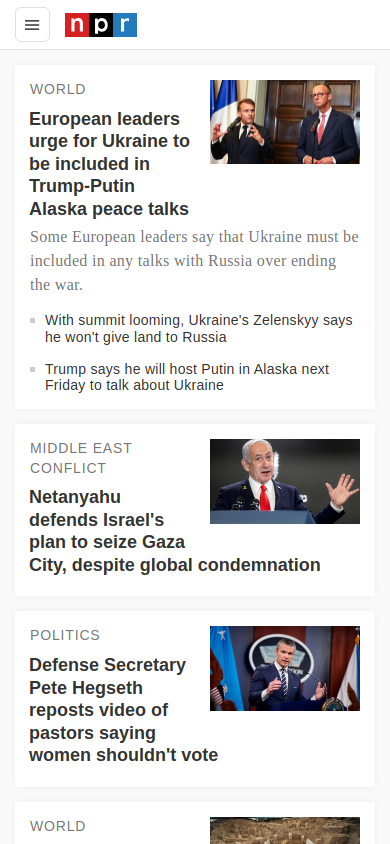 npr
WORLD
European leaders
urge for Ukraine to
be included in
Trump-Putin
Alaska peace talks
Some European leaders say that Ukraine must be
included in any talks with Russia over ending
the war.
With summit looming, Ukraine's Zelenskyy says
he won't give land to Russia
Trump says he will host Putin in Alaska next
Friday to talk about Ukraine
MIDDLE EAST
CONFLICT
Netanyahu
defends Israel's
plan to seize Gaza
City, despite global condemnation
POLITICS
Defense Secretary
Pete Hegseth
reposts video of
pastors saying
women shouldn't vote
WORLD